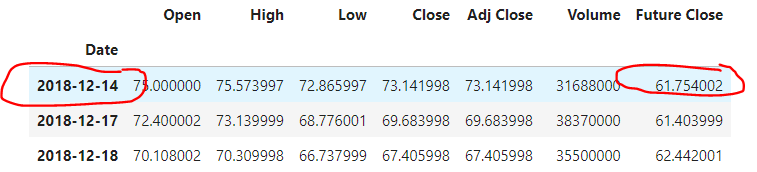 Open High Low Close Adj Close Volume Future Close
Date
2018-12-14 75.000000 75.573997 72.865997 73.141998 73.141998 31688000 61.754002
2018-12-17 72.400002 73.139999 68.776001 69.683998 69.683998 38370000 61.403999
2018-12-18 70.108002 70.309998 66.737999 67.405998 67.405998 35500000 62.442001